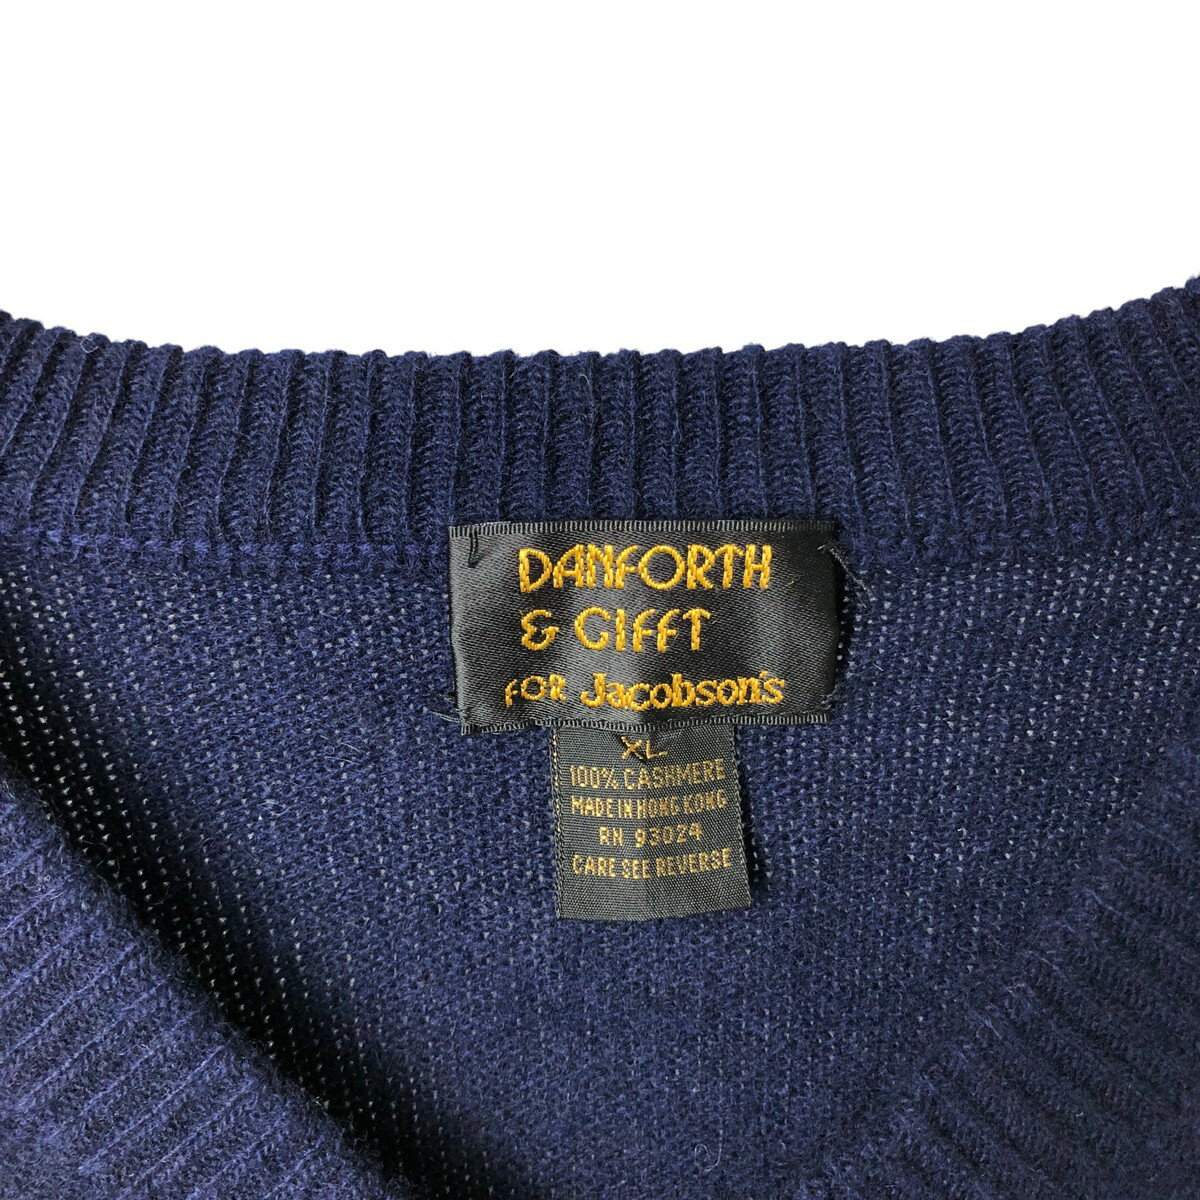 DANFORTH
& GIFFT
FOR Jacobson's
XL
100% CASHMERE
MADE IN HONG KONG
RN 93024
CARE SEE REVERSE